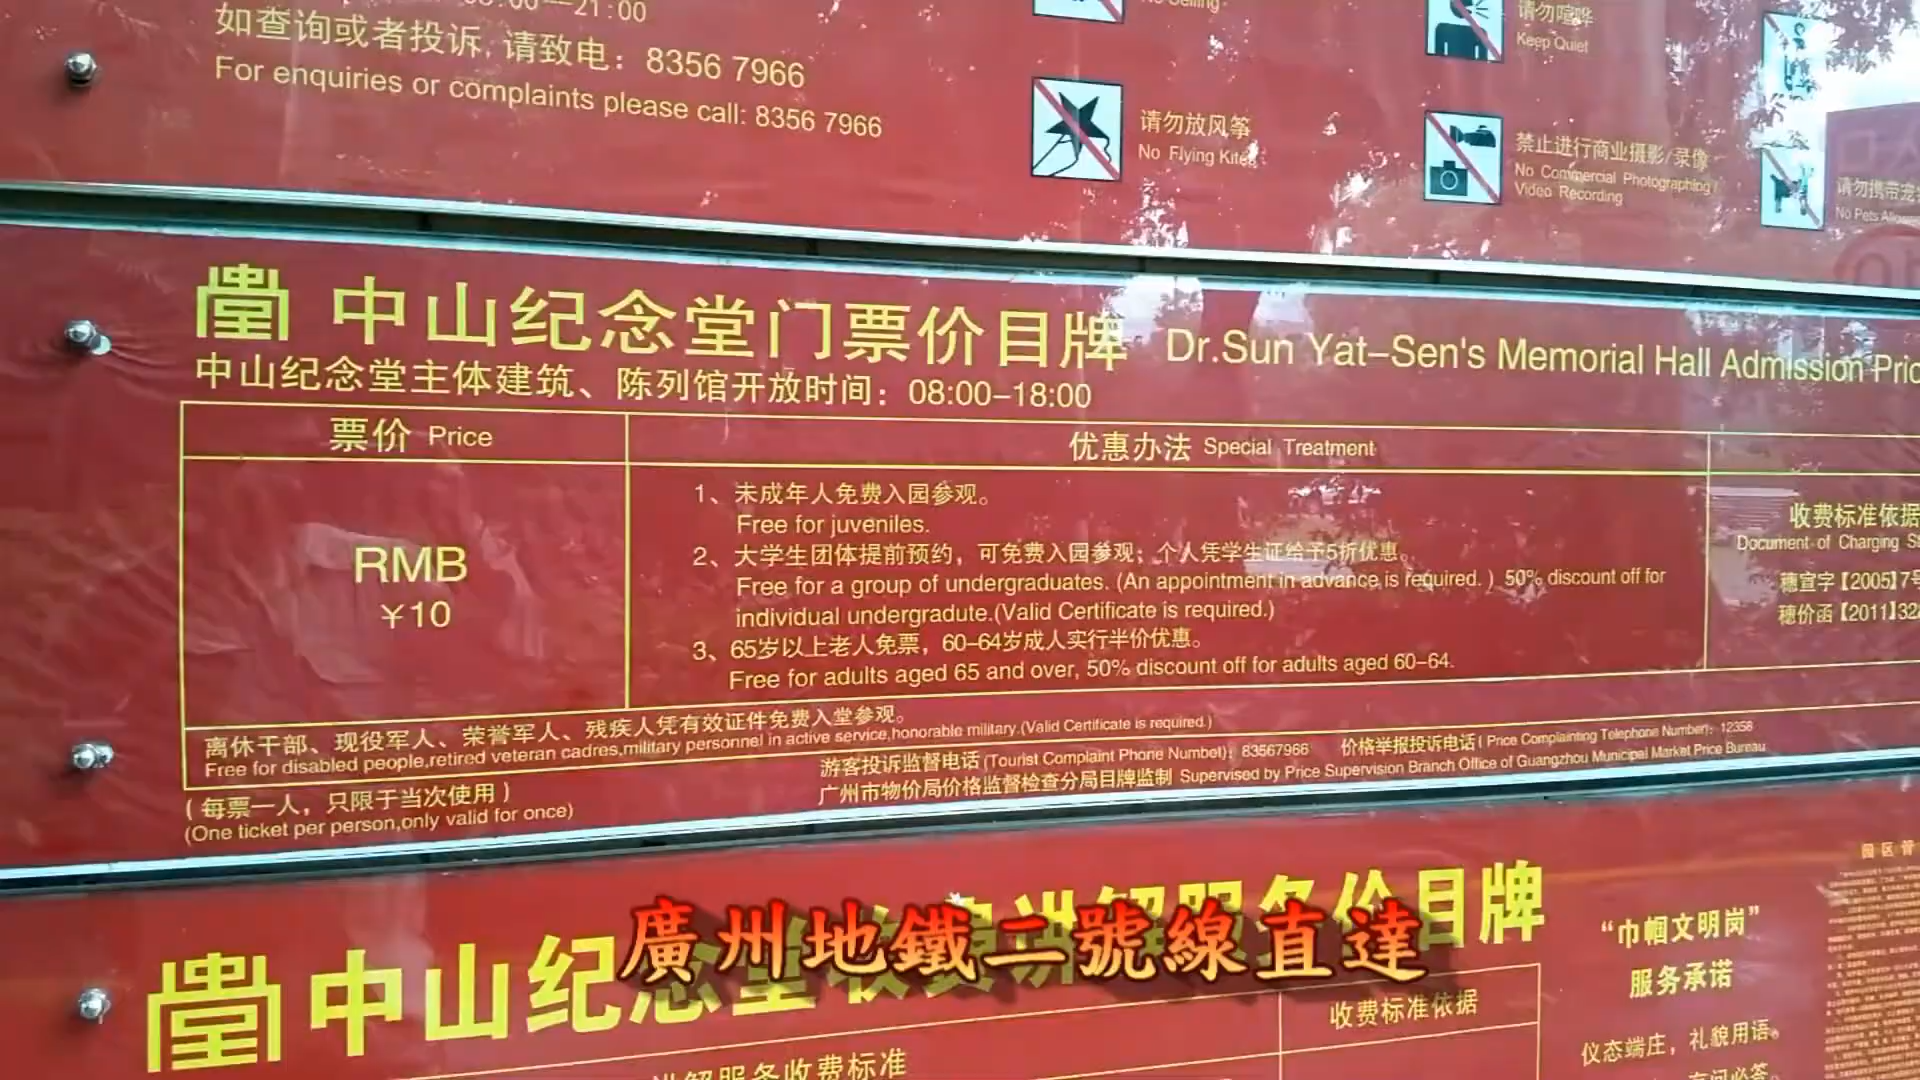 21:00
如查询或者投诉,请致电：8356 7966
For enquiries or complaints please call: 8356 7966
请勿喧哗
Keep Quiet
请勿放风筝
No Flying Kites
禁止进行商业摄影/录像
No Commercial Photographing/
Video Recording
请勿携带宠
No Pets
中山纪念堂门票价目牌 Dr.Sun Yat-Sen's Memorial Hall Admission
中山纪念堂主体建筑、陈列馆开放时间：08:00-18:00
票价 Price
优惠办法 Special Treatment
RMB
¥10
1、未成年人免费入园参观。
Free for juveniles.
2、大学生团体提前预约，可免费入园参观；个人凭学生证给予5折优惠。
Free for a group of undergraduates. (An appointment in advance is required. ) 50% discount off for
individual undergradute.(Valid Certificate is required.)
3、65岁以上老人免票，60-64岁成人实行半价优惠。
Free for adults aged 65 and over, 50% discount off for adults aged 60-64.
收费标准依据
Document of Charging
穗宣字【2005】7号
穗价函【2011】32
离休干部、现役军人、荣誉军人、残疾人凭有效证件免费入堂参观。
Free for disabled people,retired veteran cadres,military personnel in active service,honorable military.(Valid Certificate is required.)
(每票一人，只限于当次使用)
(One ticket per person,only valid for once)
游客投诉监督电话(Tourist Complaint Phone Number)：83567966 价格举报投诉电话(Price Complainting Telephone Number)：12358
广州市物价局价格监督检查分局目牌监制 Supervised by Price Supervision Branch Office of Guangzhou Municipal Market Price Bureau
中山纪念堂收费讲解服务价目牌
廣州地鐵二號線直達
收费标准依据
讲解服务收费标准
“巾帼文明岗”
服务承诺
仪态端庄，礼貌用语。